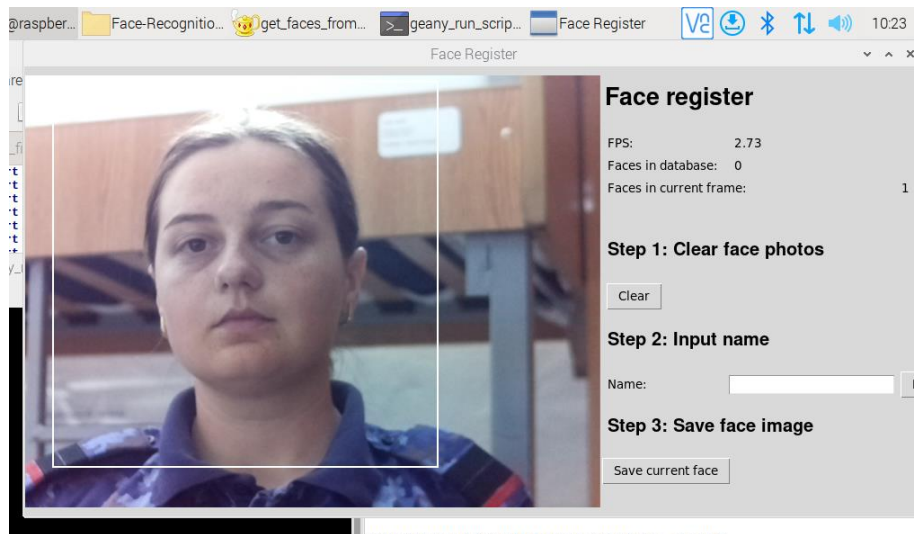 @raspber... Face-Recognitio... get_faces_from... geany_run_scrip... Face Register V2 10:23
Face Register
Face register
FPS: 2.73
Faces in database: 0
Faces in current frame: 1
Step 1: Clear face photos
Clear
Step 2: Input name
Name:
Step 3: Save face image
Save current face